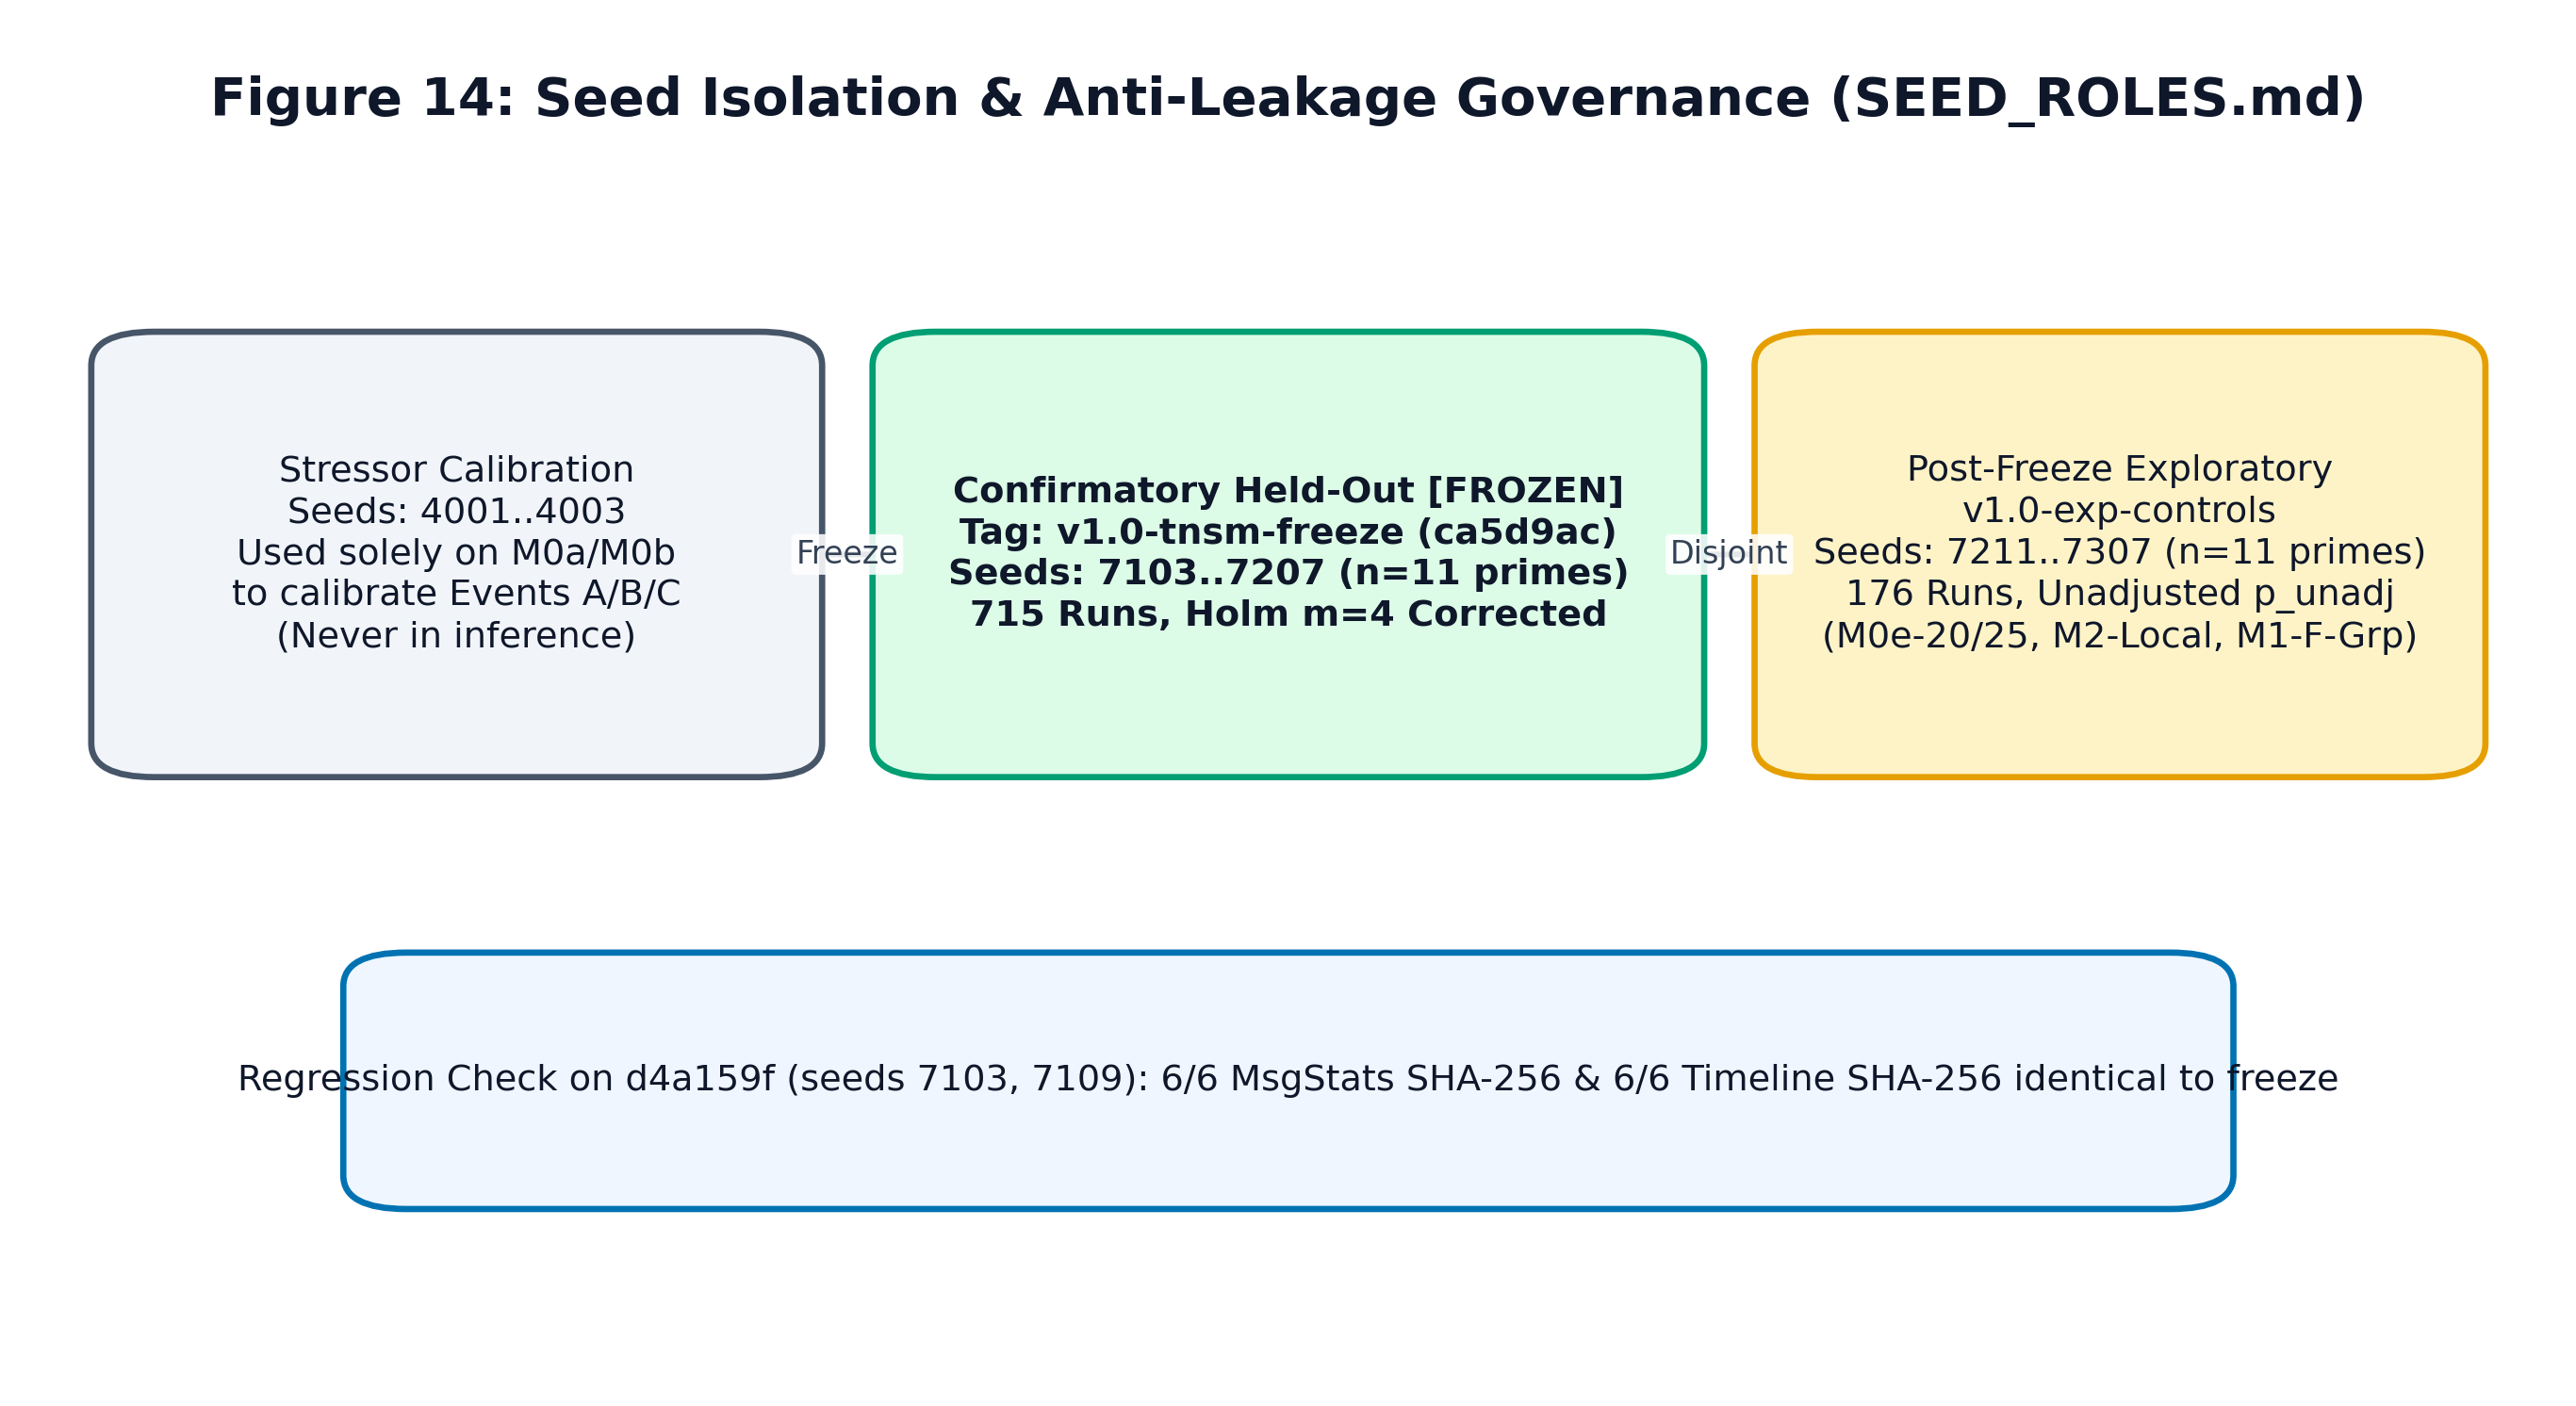 Figure 14: Seed Isolation & Anti-Leakage Governance (SEED_ROLES.md)
Stressor Calibration
Seeds: 4001..4003
Used solely on M0a/M0b
to calibrate Events A/B/C
(Never in inference)
Freeze
Confirmatory Held-Out [FROZEN]
Tag: v1.0-tnsm-freeze (ca5d9ac)
Seeds: 7103..7207 (n=11 primes)
715 Runs, Holm m=4 Corrected
Disjoint
Post-Freeze Exploratory
v1.0-exp-controls
Seeds: 7211..7307 (n=11 primes)
176 Runs, Unadjusted p_unadj
(M0e-20/25, M2-Local, M1-F-Grp)
Regression Check on d4a159f (seeds 7103, 7109): 6/6 MsgStats SHA-256 & 6/6 Timeline SHA-256 identical to freeze